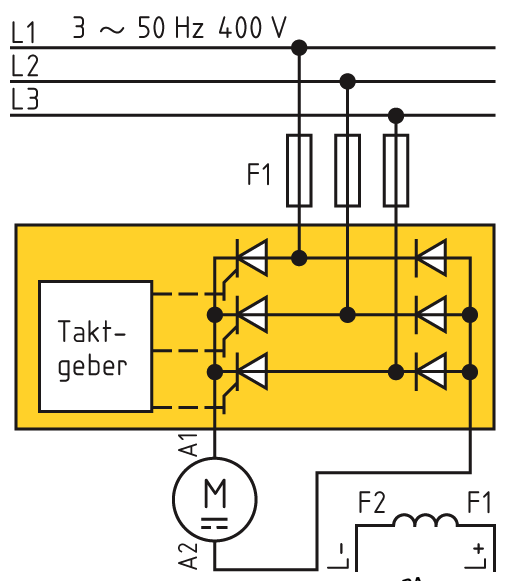 L1 3 ~ 50 Hz 400 V
L2
L3
F1
Takt-
geber
A1
M
A2
F2 F1
L- L+